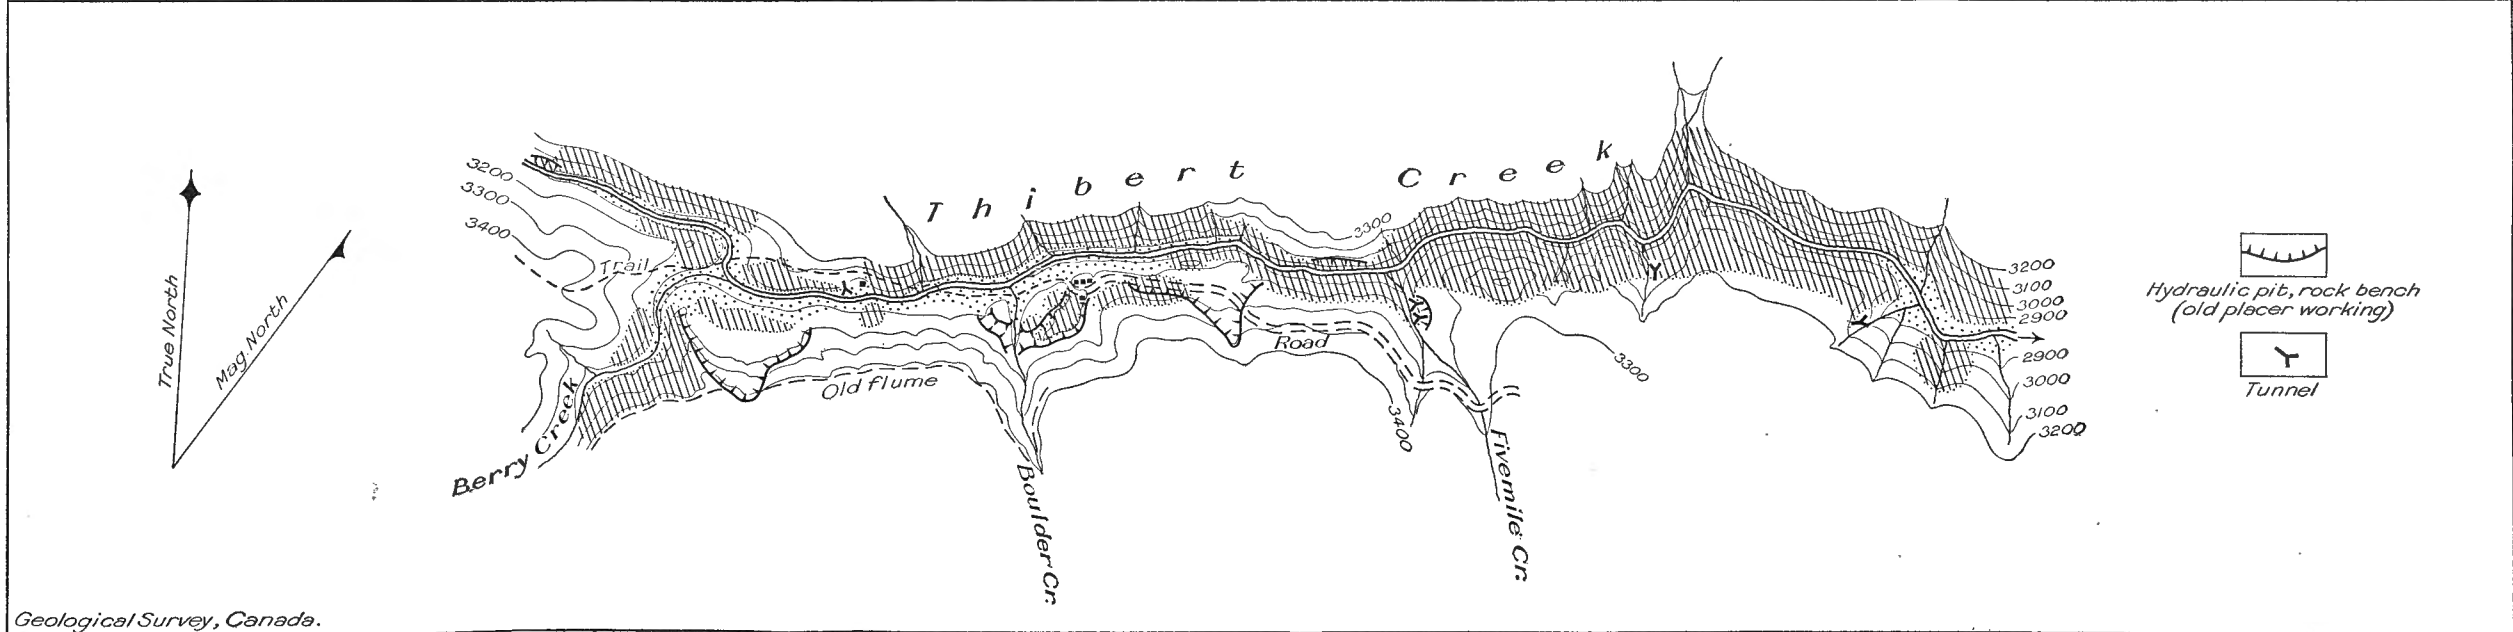 Thibert Creek
3200
3300
3400
Trail
3300
True North
Mag. North
3200
3100
3000
2900
2900
3000
3100
3200
Road
3300
Old flume
3400
Berry Creek
Boulder Cr.
Fivemile Cr.
Hydraulic pit, rock bench
(old placer working)
Tunnel
Geological Survey, Canada.